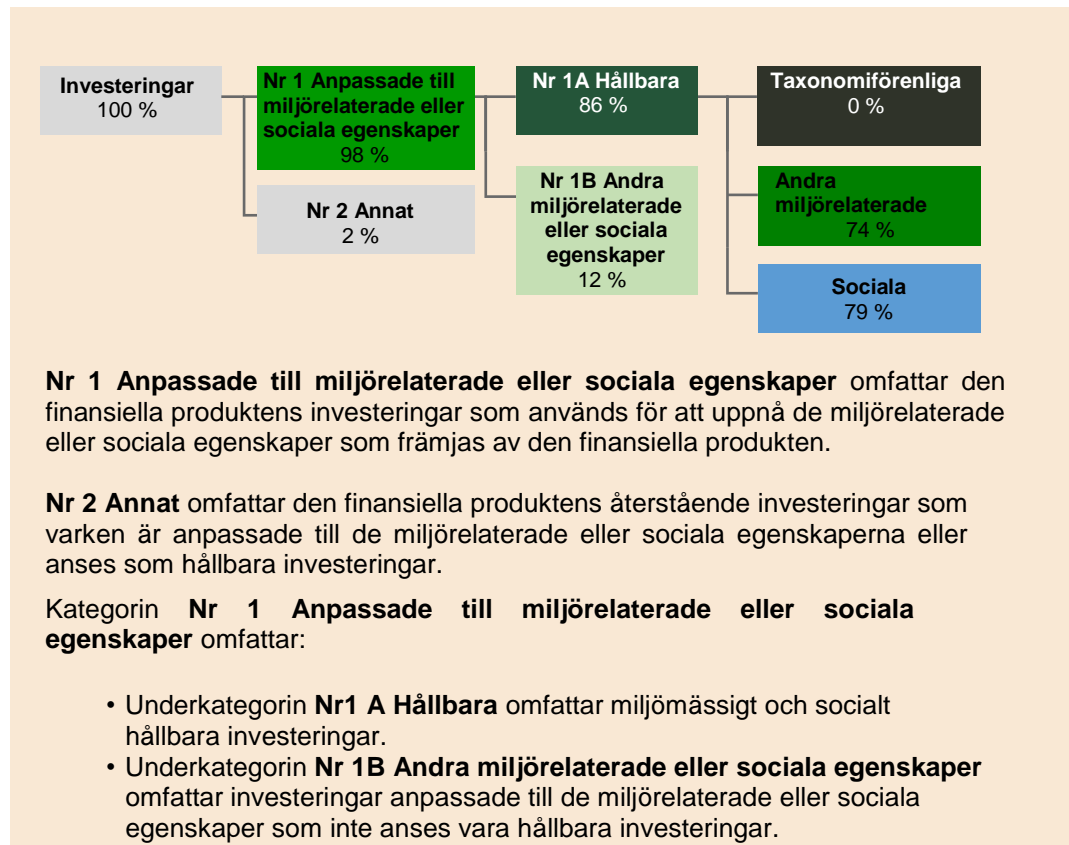 Investeringar
100 %
Nr 1 Anpassade till
miljörelaterade eller
sociala egenskaper
98 %
Nr 2 Annat
2 %
Nr 1A Hållbara
86 %
Nr 1B Andra
miljörelaterade
eller sociala
egenskaper
12 %
Taxonomiförenliga
0 %
Andra
miljörelaterade
74 %
Sociala
79 %
Nr 1 Anpassade till miljörelaterade eller sociala egenskaper omfattar den
finansiella produktens investeringar som används för att uppnå de miljörelaterade
eller sociala egenskaper som främjas av den finansiella produkten.
Nr 2 Annat omfattar den finansiella produktens återstående investeringar som
varken är anpassade till de miljörelaterade eller sociala egenskaperna eller
anses som hållbara investeringar.
Kategorin Nr 1 Anpassade till miljörelaterade eller sociala
egenskaper omfattar:
• Underkategorin Nr1 A Hållbara omfattar miljömässigt och socialt
hållbara investeringar.
• Underkategorin Nr 1B Andra miljörelaterade eller sociala egenskaper
omfattar investeringar anpassade till de miljörelaterade eller sociala
egenskaper som inte anses vara hållbara investeringar.